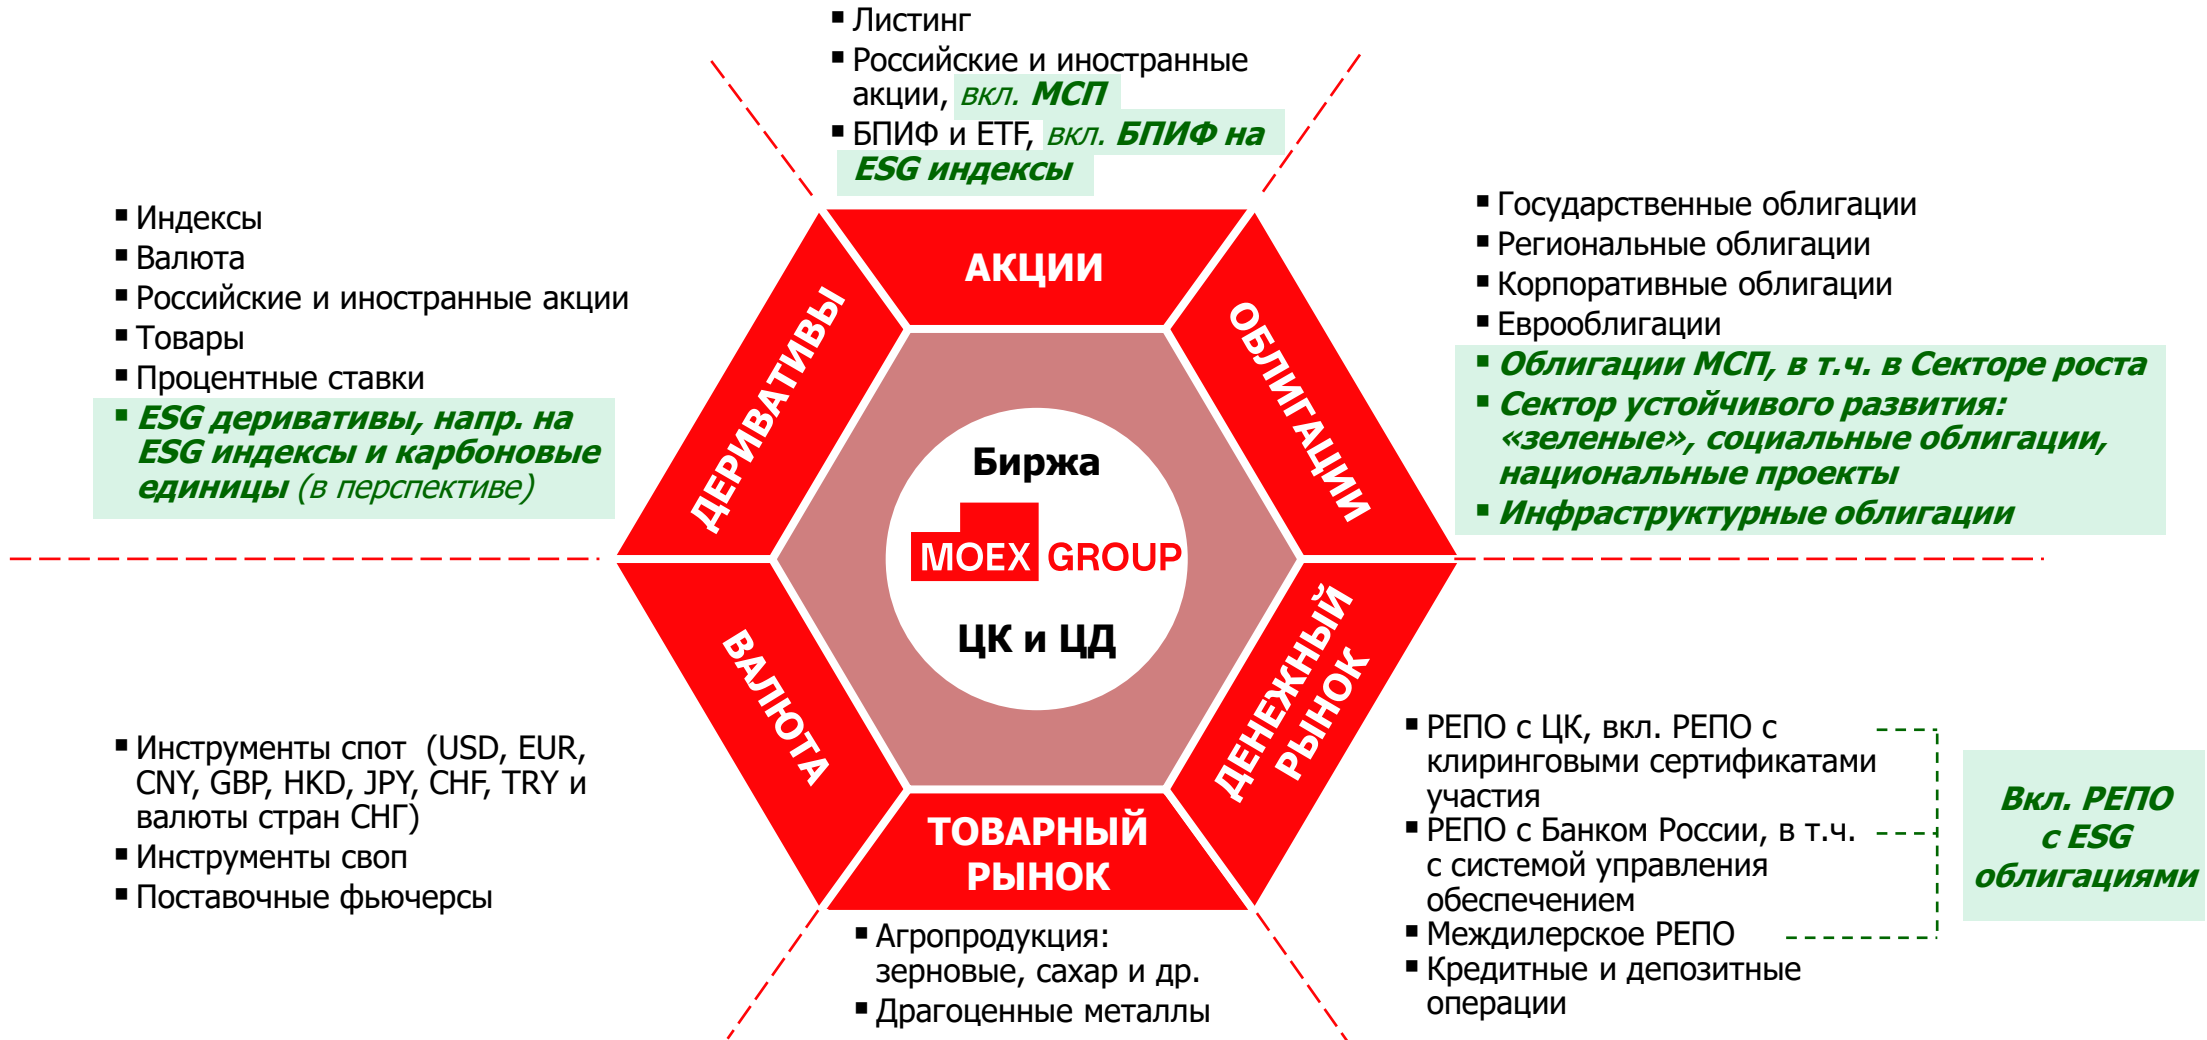 ▪ Листинг
▪ Российские и иностранные
акции, вкл. МСП
▪ БПИФ и ETF, вкл. БПИФ на
ESG индексы
▪ Индексы
▪ Валюта
▪ Российские и иностранные акции
▪ Товары
▪ Процентные ставки
▪ ESG деривативы, напр. на
ESG индексы и карбоновые
единицы (в перспективе)
▪ Государственные облигации
▪ Региональные облигации
▪ Корпоративные облигации
▪ Еврооблигации
▪ Облигации МСП, в т.ч. в Секторе роста
▪ Сектор устойчивого развития:
«зеленые», социальные облигации,
национальные проекты
▪ Инфраструктурные облигации
АКЦИИ
ДЕРИВАТИВЫ
ОБЛИГАЦИИ
Биржа
MOEX GROUP
ЦК и ЦД
ВАЛЮТА
ДЕНЕЖНЫЙ
РЫНОК
ТОВАРНЫЙ
РЫНОК
▪ Инструменты спот (USD, EUR,
CNY, GBP, HKD, JPY, CHF, TRY и
валюты стран СНГ)
▪ Инструменты своп
▪ Поставочные фьючерсы
▪ Агропродукция:
зерновые, сахар и др.
▪ Драгоценные металлы
▪ РЕПО с ЦК, вкл. РЕПО с
клиринговыми сертификатами
участия
▪ РЕПО с Банком России, в т.ч.
с системой управления
обеспечением
▪ Междилерское РЕПО
▪ Кредитные и депозитные
операции
Вкл. РЕПО
с ESG
облигациями